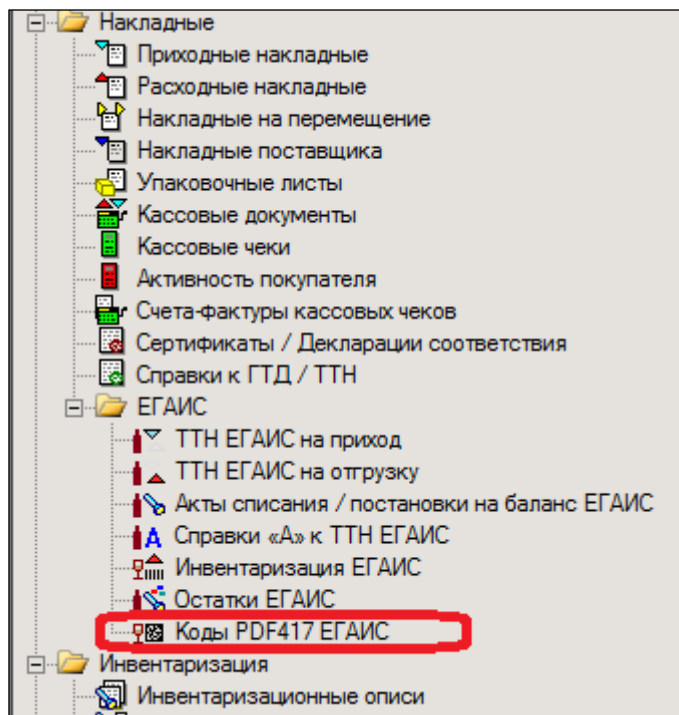 Накладные
Приходные накладные
Расходные накладные
Накладные на перемещение
Накладные поставщика
Упаковочные листы
Кассовые документы
Кассовые чеки
Активность покупателя
Счета-фактуры кассовых чеков
Сертификаты / Декларации соответствия
Справки к ГТД / ТТН
ЕГАИС
ТТН ЕГАИС на приход
ТТН ЕГАИС на отгрузку
Акты списания / постановки на баланс ЕГАИС
Справки «А» к ТТН ЕГАИС
Инвентаризация ЕГАИС
Остатки ЕГАИС
Коды PDF417 ЕГАИС
Инвентаризация
Инвентаризационные описи